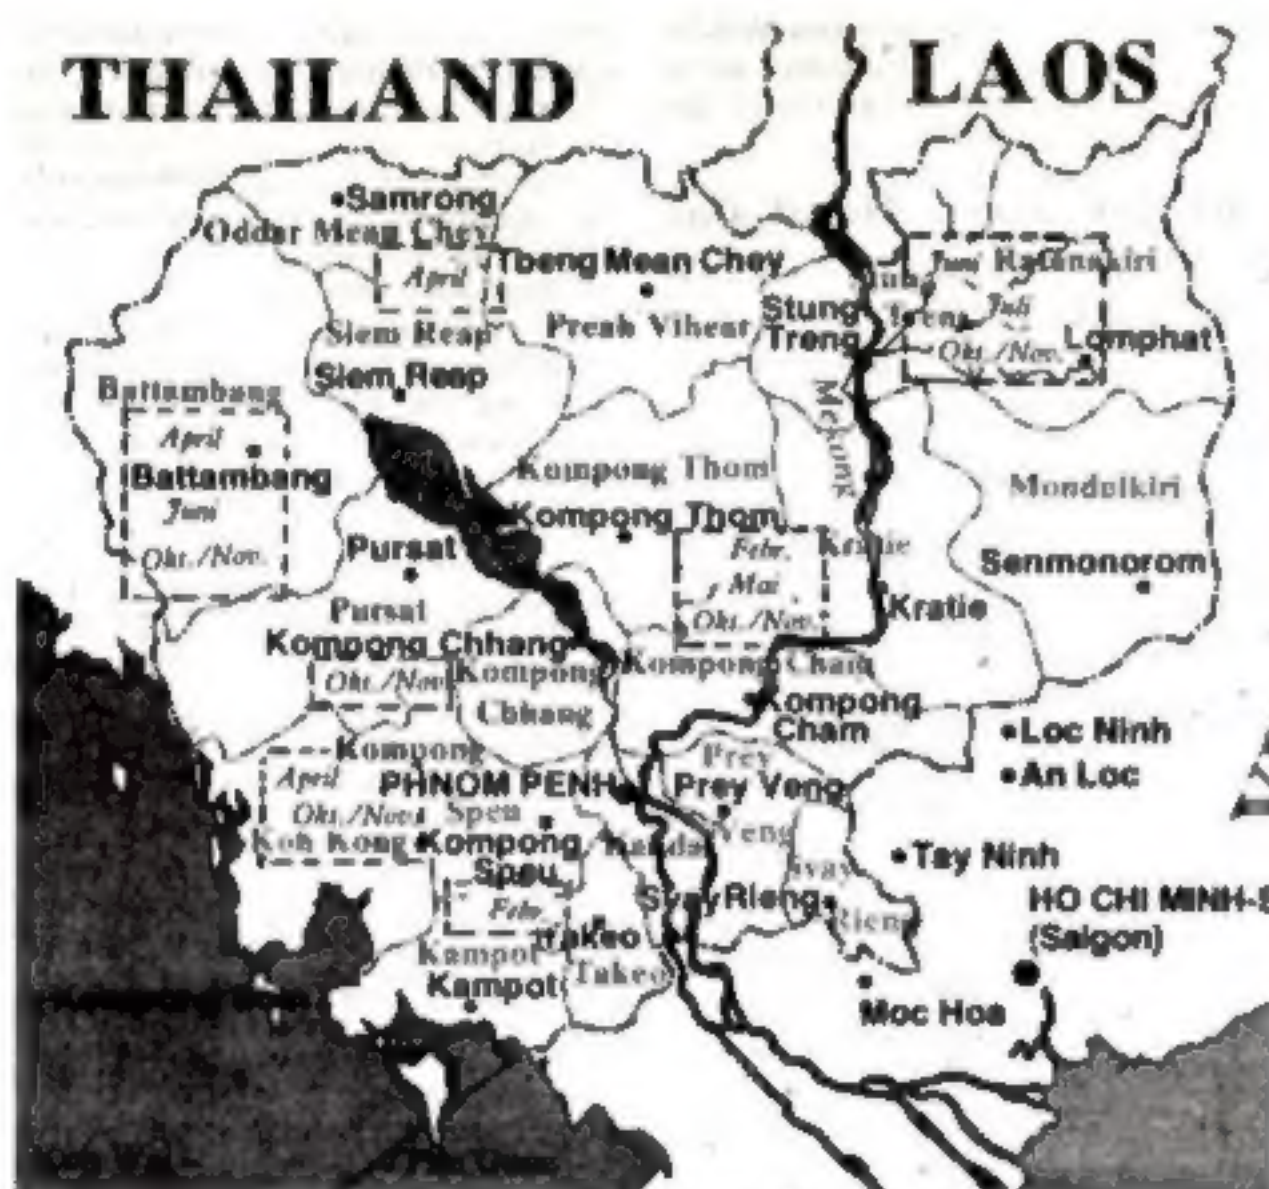 THAILAND
LAOS
Samrong
Oddar Mean Chey
April
Tbeng Mean Chey
Juni Ratanakiri
Siem Reap
Preah Vihear
Stung
Treng
Juli
Okt./Nov.
Lomphat
Siem Reap
Battambang
April
Battambang
Juni
Okt./Nov.
Mekong
Kompong Thom
Kompong Thom
Mondulkiri
Pursat
Febr.
Mai
Okt./Nov.
Kratie
Senmonorom
Kratie
Pursat
Kompong Chhang
Okt./Nov
Kompong
Chhang
Kompong Cham
Kompong
Cham
Loc Ninh
An Loc
Kompong
Speu
April
Okt./Nov.
Koh Kong
PHNOM PENH
Prey
Veng
Prey Veng
Kompong
Speu
Tay Ninh
Svay
Rieng
Svay Rieng
HO CHI MINH-S
(Saigon)
Febr.
Takeo
Kampot
Takeo
Kampot
Moc Hoa